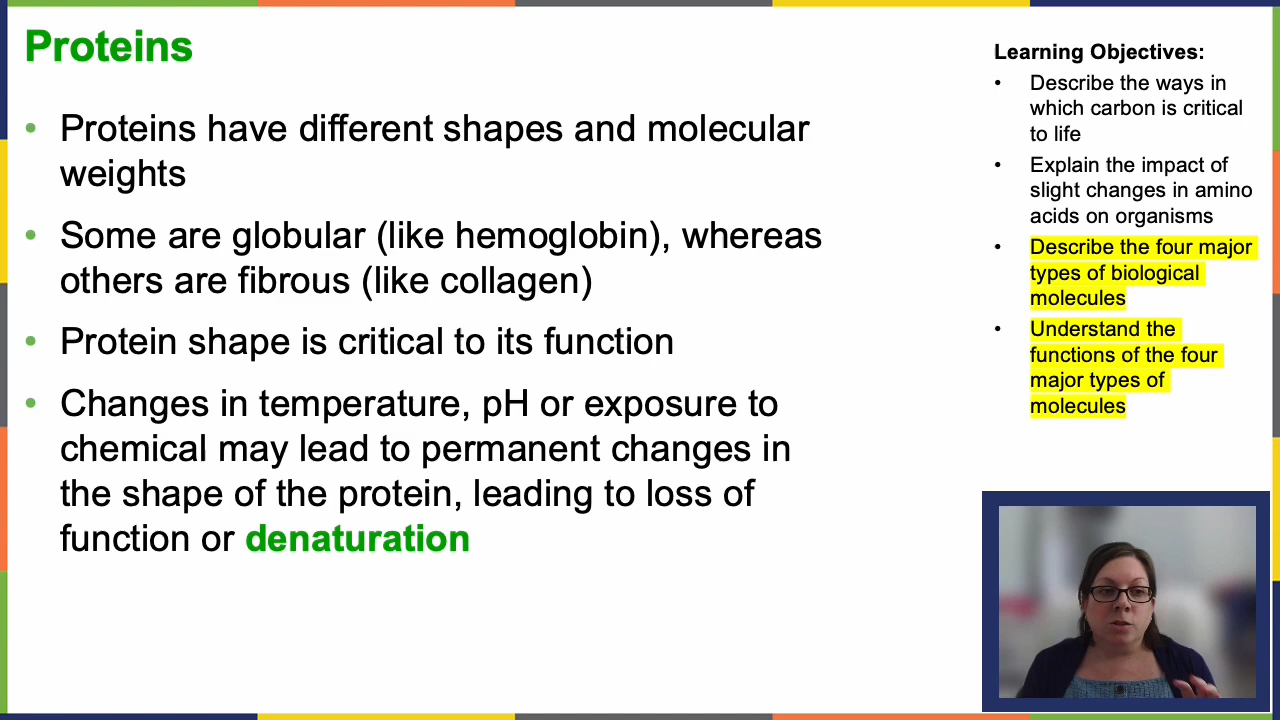 Proteins
• Proteins have different shapes and molecular
weights
• Some are globular (like hemoglobin), whereas
others are fibrous (like collagen)
• Protein shape is critical to its function
• Changes in temperature, pH or exposure to
chemical may lead to permanent changes in
the shape of the protein, leading to loss of
function or denaturation
Learning Objectives:
• Describe the ways in
which carbon is critical
to life
• Explain the impact of
slight changes in amino
acids on organisms
• Describe the four major
types of biological
molecules
• Understand the
functions of the four
major types of
molecules